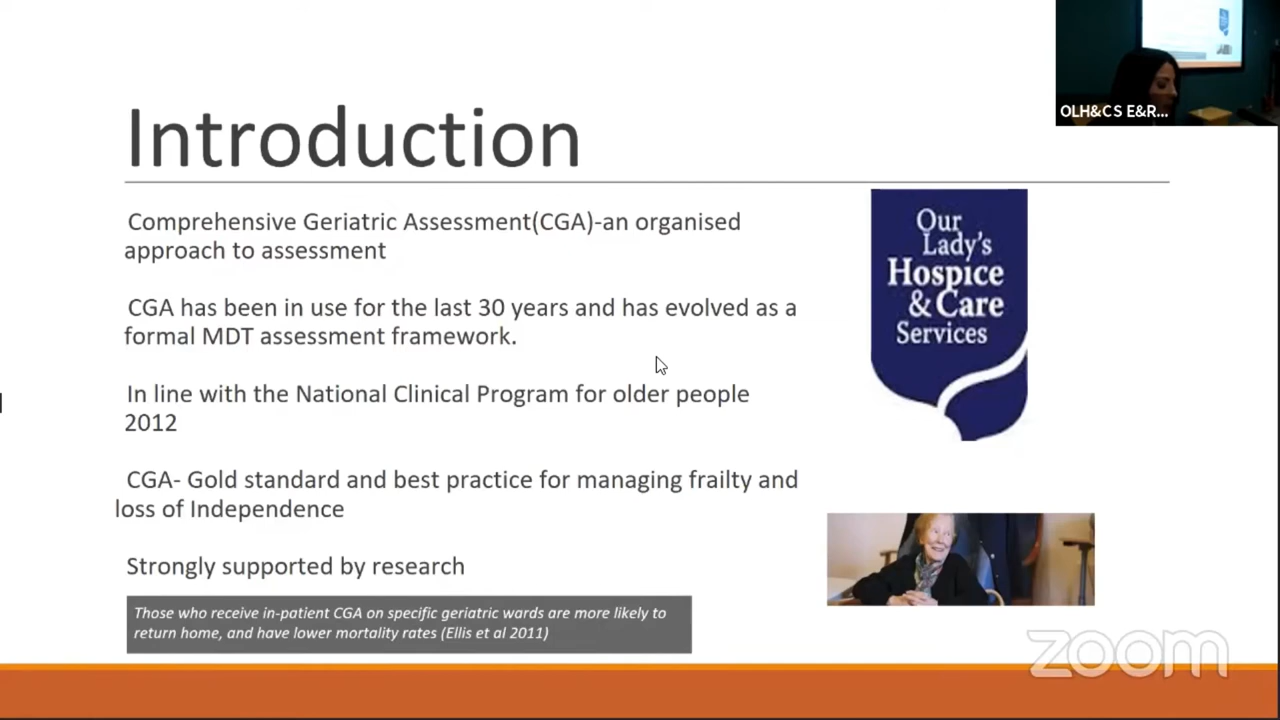 OLH&CS E&R...
Introduction
Comprehensive Geriatric Assessment(CGA)-an organised
approach to assessment
CGA has been in use for the last 30 years and has evolved as a
formal MDT assessment framework.
In line with the National Clinical Program for older people
2012
CGA- Gold standard and best practice for managing frailty and
loss of Independence
Strongly supported by research
Those who receive in-patient CGA on specific geriatric wards are more likely to
return home, and have lower mortality rates (Ellis et al 2011)
Our
Lady's
Hospice
& Care
Services
zoom